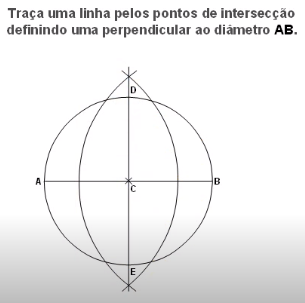 Traça uma linha pelos pontos de intersecção
definindo uma perpendicular ao diâmetro AB.
D
A
B
C
E